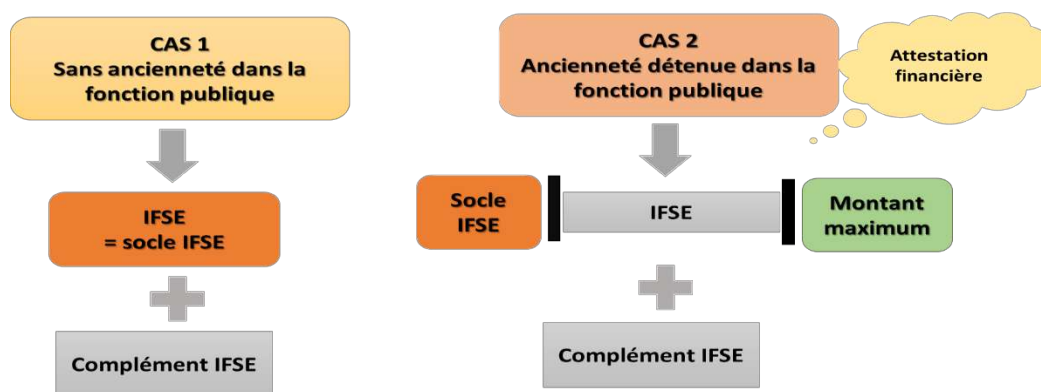 CAS 1
Sans ancienneté dans la
fonction publique
IFSE
= socle IFSE
Complément IFSE
CAS 2
Ancienneté détenue dans la
fonction publique
Attestation
financière
Socle
IFSE
IFSE
Montant
maximum
Complément IFSE